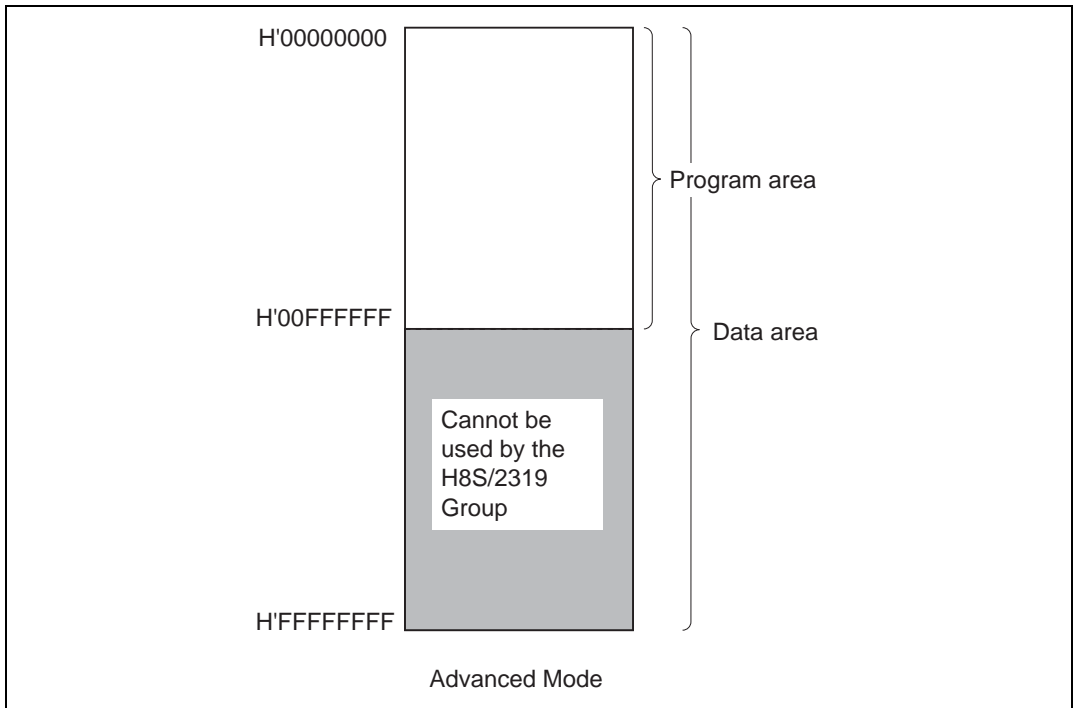 H'00000000
Program area
H'00FFFFFF
Data area
Cannot be
used by the
H8S/2319
Group
H'FFFFFFFF
Advanced Mode